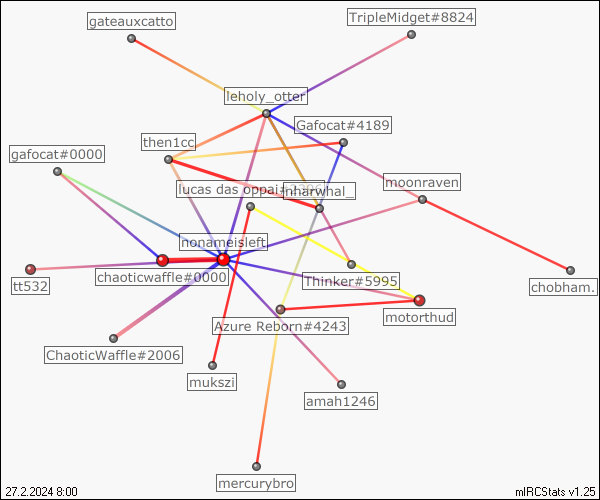 TripleMidget#8824
gateauxcatto
leholy_otter
Gafocat#4189
then1cc
gafocat#0000
moonraven
lucas das oppai
nharwhal_
nonameisleft
chaoticwaffle#0000
Thinker#5995
tt532
chobham.
motorthud
Azure Reborn#4243
ChaoticWaffle#2006
mukszi
amah1246
mercurybro
27.2.2024 8:00
mIRCStats v1.25